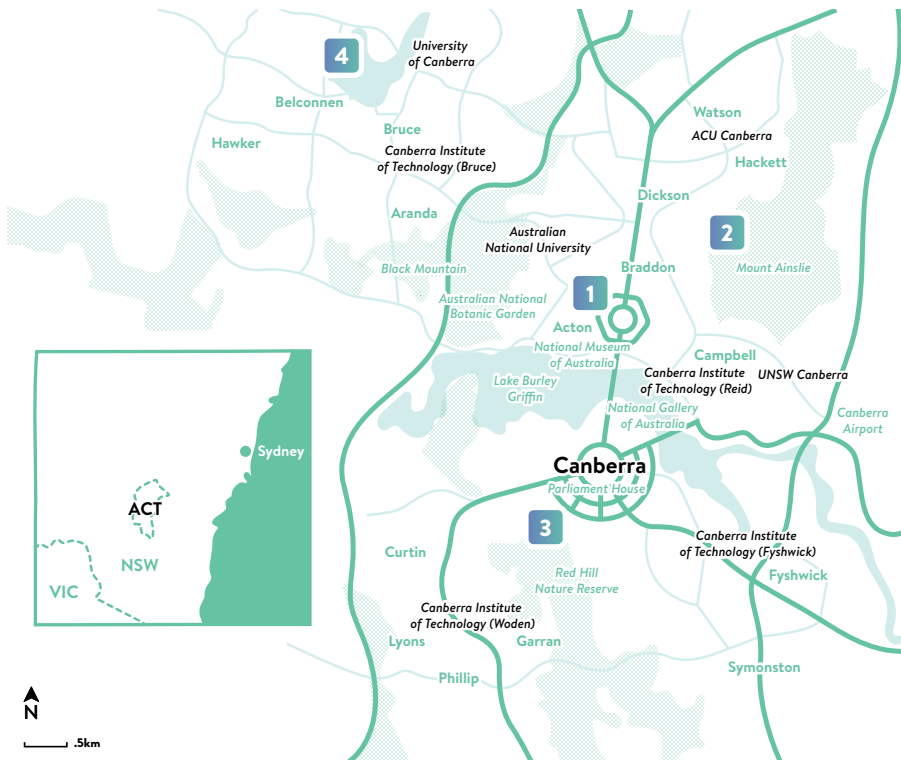 4
University
of Canberra
Belconnen
Watson
ACU Canberra
Bruce
Hawker
Canberra Institute
of Technology (Bruce)
Hackett
Dickson
Aranda
2
Australian
National University
Black Mountain
Braddon
Mount Ainslie
1
Australian National
Botanic Garden
Acton
National Museum
of Australia
Campbell
Canberra Institute
of Technology (Reid)
UNSW Canberra
Lake Burley
Griffin
National Gallery
of Australia
Canberra
Airport
Sydney
Canberra
Parliament House
ACT
3
Canberra Institute
of Technology (Fyshwick)
Curtin
NSW
VIC
Red Hill
Nature Reserve
Fyshwick
Canberra Institute
of Technology (Woden)
Lyons
Garran
Symonston
Phillip
N
.5km